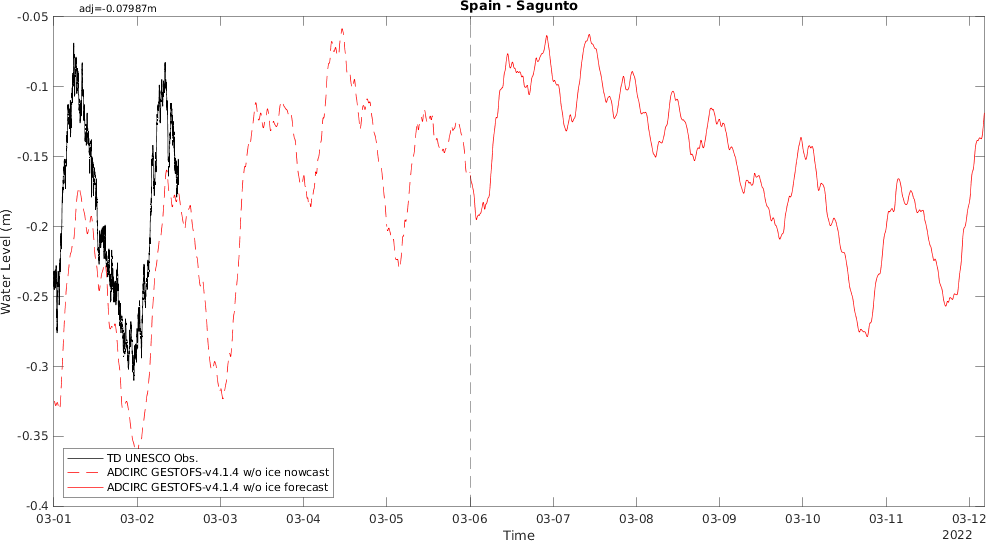 adj=-0.07987m
Spain - Sagunto
Water Level (m)
-0.05
-0.1
-0.15
-0.2
-0.25
-0.3
-0.35
-0.4
TD UNESCO Obs.
ADCIRC GESTOFS-v4.1.4 w/o ice nowcast
ADCIRC GESTOFS-v4.1.4 w/o ice forecast
03-01 03-02 03-03 03-04 03-05 03-06 03-07 03-08 03-09 03-10 03-11 03-12
Time
2022